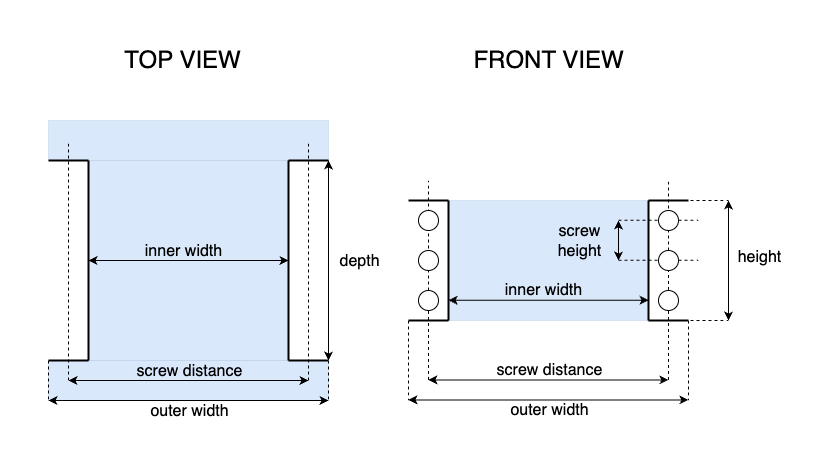 TOP VIEW
inner width
depth
screw distance
outer width
FRONT VIEW
screw
height
inner width
height
screw distance
outer width